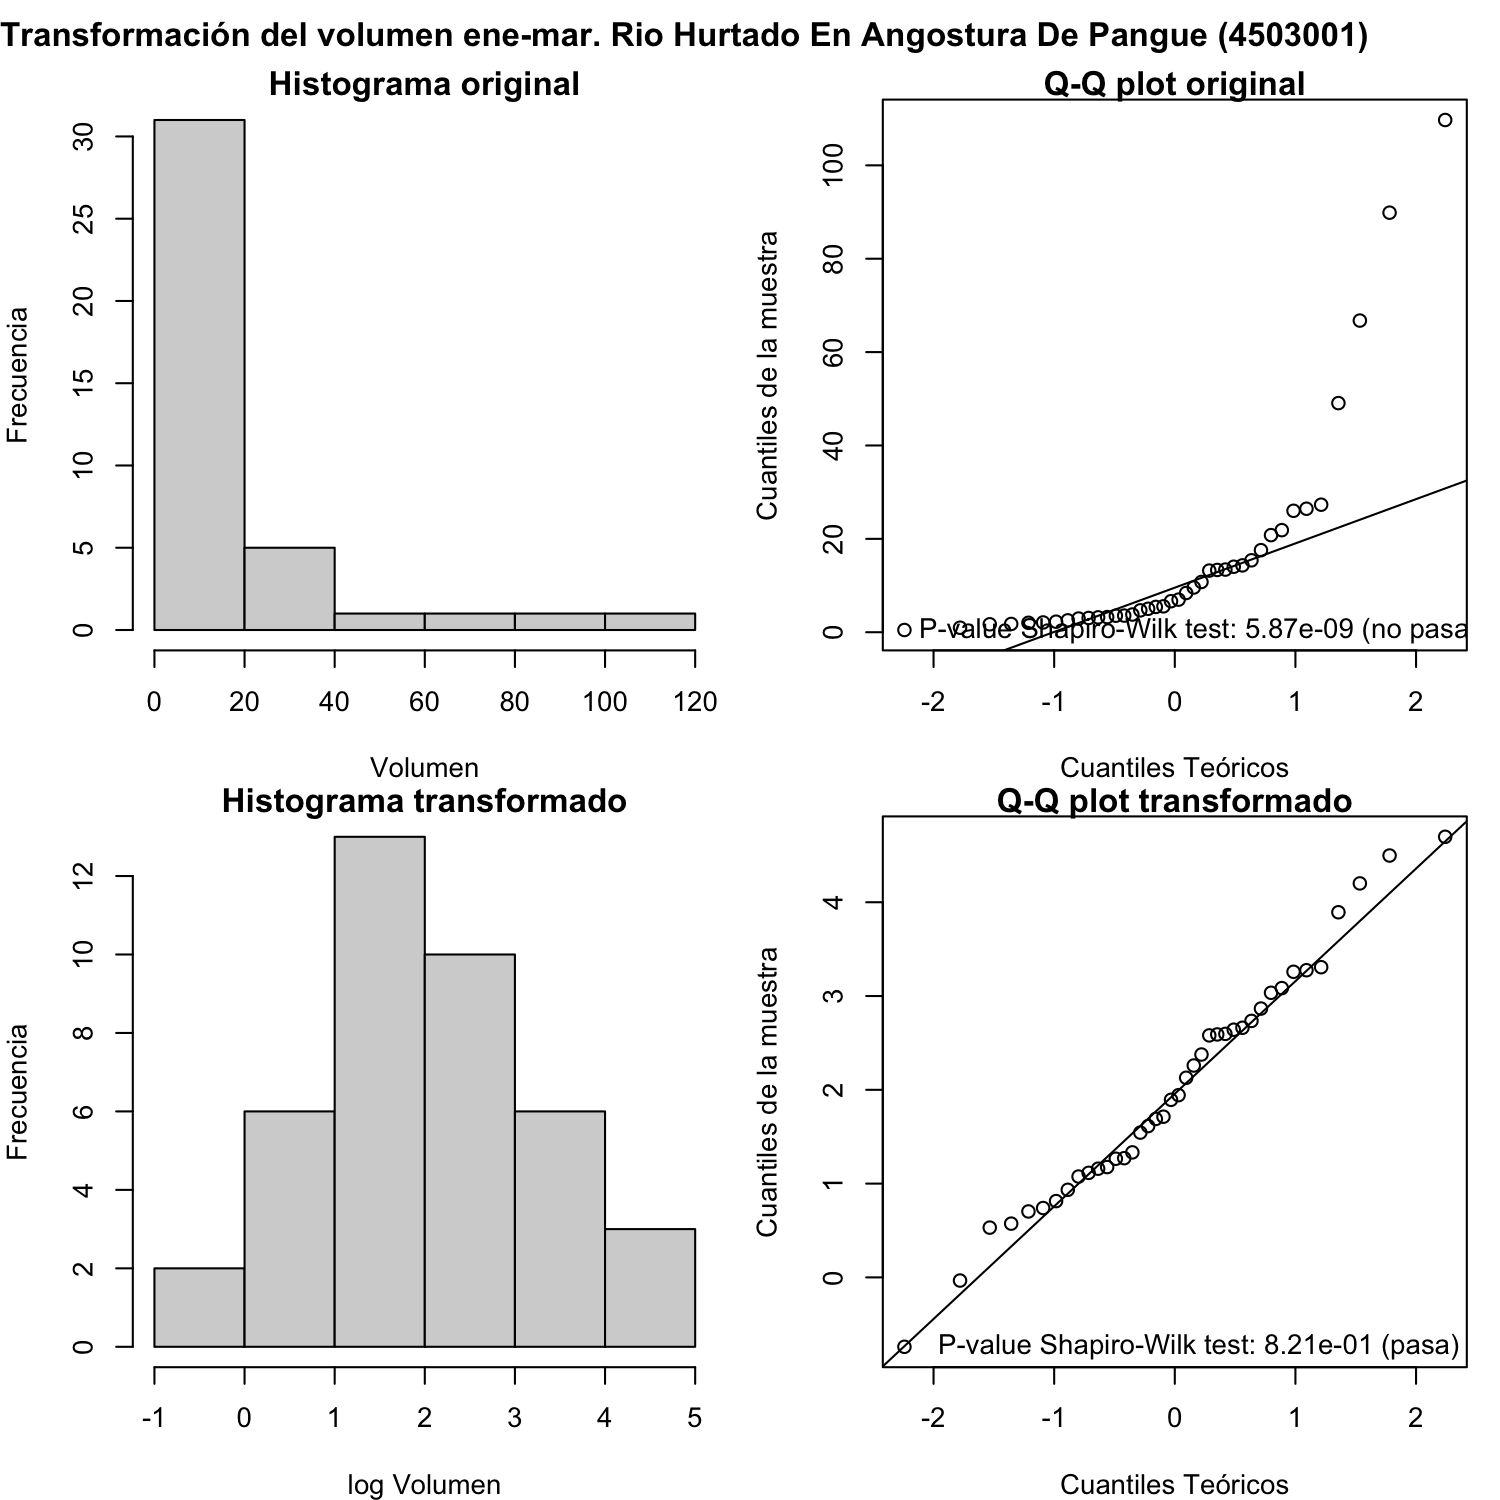 Transformación del volumen ene-mar. Rio Hurtado En Angostura De Pangue (4503001)
Histograma original
Frecuencia
0 5 10 15 20 25 30
0 20 40 60 80 100 120
Volumen
Q-Q plot original
Cuantiles de la muestra
0 20 40 60 80 100
P-value Shapiro-Wilk test: 5.87e-09 (no pasa
-2 -1 0 1 2
Cuantiles Teóricos
Histograma transformado
Frecuencia
0 2 4 6 8 10 12
-1 0 1 2 3 4 5
log Volumen
Q-Q plot transformado
Cuantiles de la muestra
0 1 2 3 4
P-value Shapiro-Wilk test: 8.21e-01 (pasa)
-2 -1 0 1 2
Cuantiles Teóricos